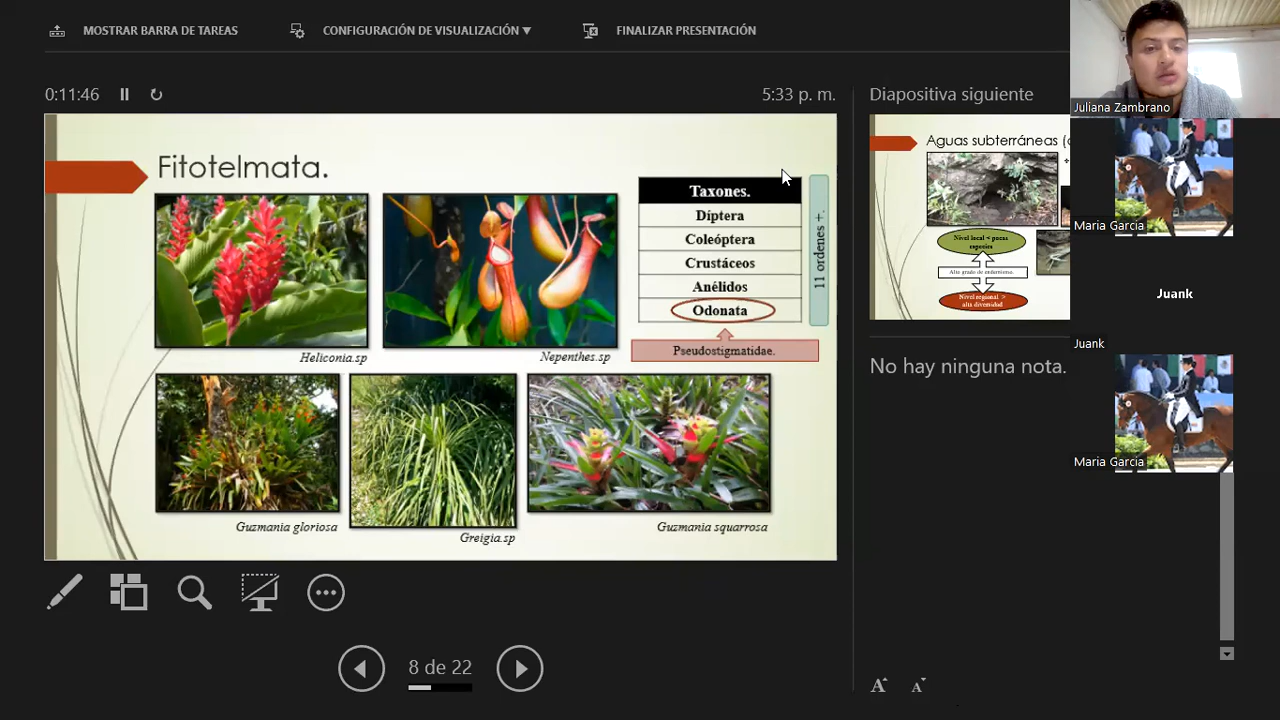 MOSTRAR BARRA DE TAREAS
CONFIGURACIÓN DE VISUALIZACIÓN ▼
FINALIZAR PRESENTACIÓN
0:11:46
5:33 p. m.
Fitotelmata.
Heliconia.sp
Nepenthes.sp
Taxones.
Díptera
Coleóptera
Crustáceos
Anélidos
Odonata
11 ordenes +.
Pseudostigmatidae.
Guzmania gloriosa
Greigia.sp
Guzmania squarrosa
8 de 22
Diapositiva siguiente
Aguas subterráneas (
Nivel local < pocas
especies
Alto grado de endemismo.
Nivel regional >
alta diversidad
No hay ninguna nota.
A A
Juliana Zambrano
Maria Garcia
Juank
Juank
Maria Garcia